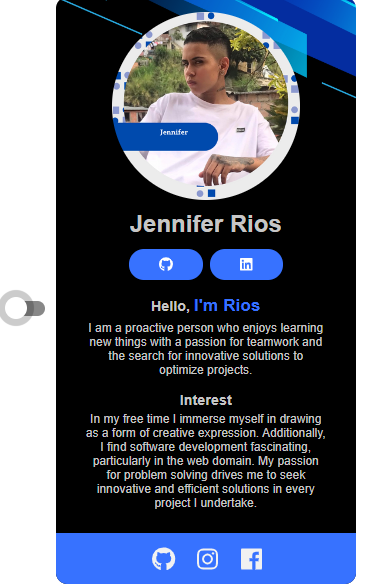 Jennifer
Jennifer Rios
Hello, I'm Rios
I am a proactive person who enjoys learning
new things with a passion for teamwork and
the search for innovative solutions to
optimize projects.
Interest
In my free time I immerse myself in drawing
as a form of creative expression. Additionally,
I find software development fascinating,
particularly in the web domain. My passion
for problem solving drives me to seek
innovative and efficient solutions in every
project I undertake.